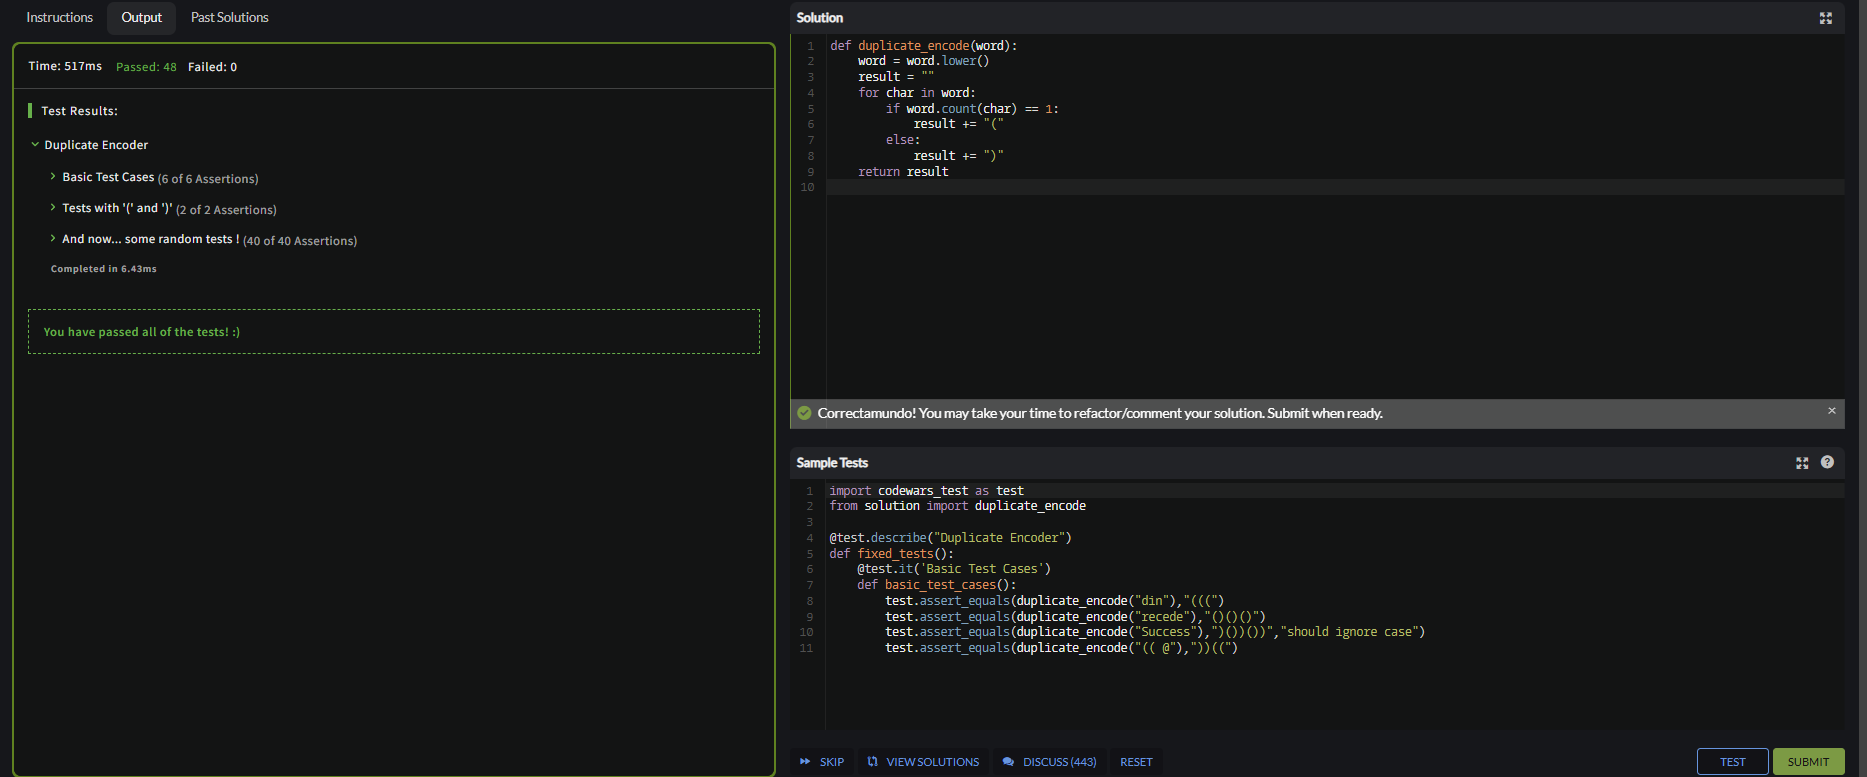 Instructions
Output
Past Solutions
Time: 517ms Passed: 48 Failed: 0
Test Results:
Duplicate Encoder
Basic Test Cases (6 of 6 Assertions)
Tests with '(' and ')' (2 of 2 Assertions)
And now... some random tests ! (40 of 40 Assertions)
Completed in 6.43ms
You have passed all of the tests! :)
Solution
1 def duplicate_encode(word):
2     word = word.lower()
3     result = ""
4     for char in word:
5         if word.count(char) == 1:
6             result += "("
7         else:
8             result += ")"
9     return result
10
Correctamundo! You may take your time to refactor/comment your solution. Submit when ready.
×
Sample Tests
?
1 import codewars_test as test
2 from solution import duplicate_encode
3
4 @test.describe("Duplicate Encoder")
5 def fixed_tests():
6     @test.it('Basic Test Cases')
7     def basic_test_cases():
8         test.assert_equals(duplicate_encode("din"),"(((")
9         test.assert_equals(duplicate_encode("recede"),"()()()")
10         test.assert_equals(duplicate_encode("Success"),")())())","should ignore case")
11         test.assert_equals(duplicate_encode("(( @"),"))((")
SKIP
VIEW SOLUTIONS
DISCUSS (443)
RESET
TEST
SUBMIT